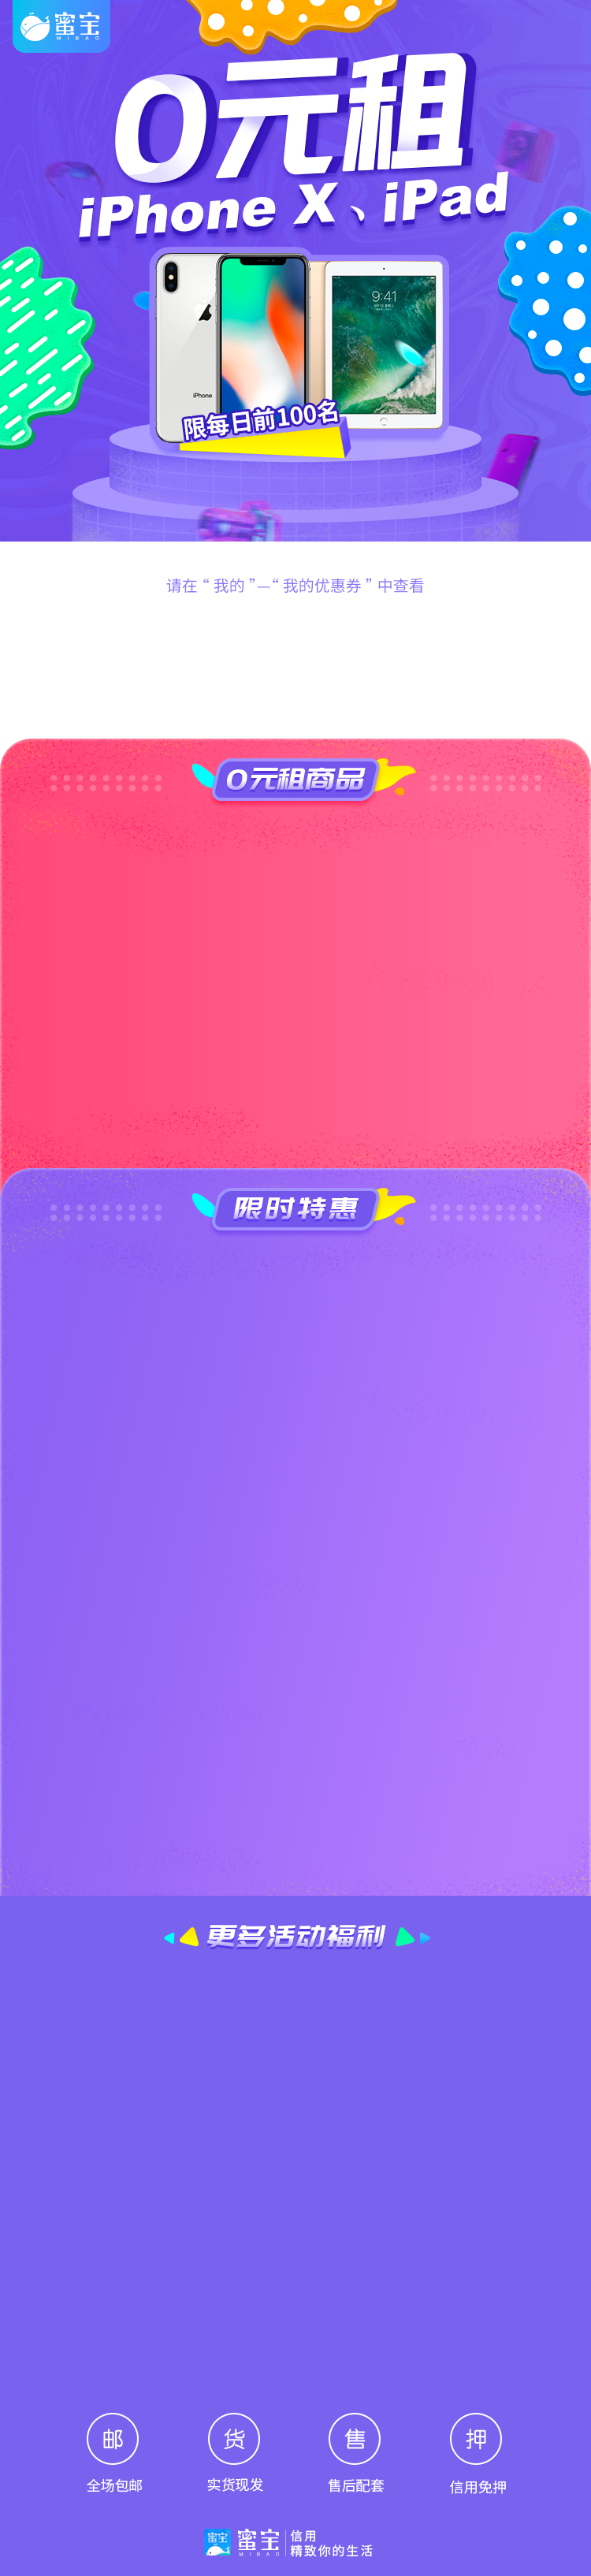 蜜宝
MIBAO
0元租
iPhone X、iPad
9:41
iPhone
限每日前100名
请在“我的”—“我的优惠券”中查看
0元租商品
限时特惠
更多活动福利
邮 货 售 押
全场包邮 实货现发 售后配套 信用免押
蜜宝 蜜宝 信用
MIBAO 精致你的生活